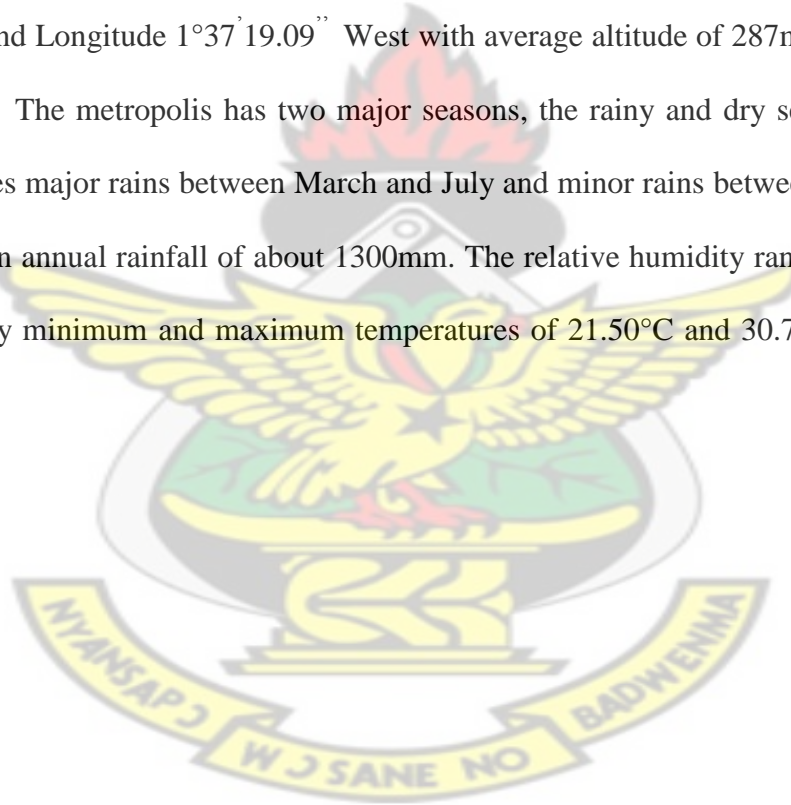 nd Longitude 1°37’19.09’’ West with average altitude of 287m
The metropolis has two major seasons, the rainy and dry se
es major rains between March and July and minor rains betwee
n annual rainfall of about 1300mm. The relative humidity ran
y minimum and maximum temperatures of 21.50°C and 30.7
NYANSAPƆ WƆSANE NO BADWENMA